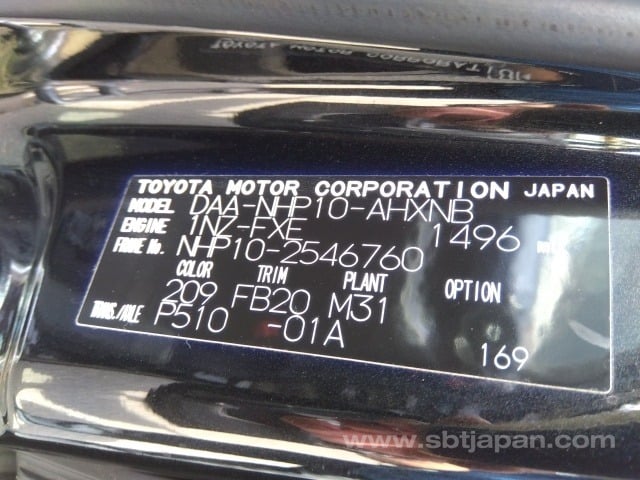 TOYOTA MOTOR CORPORATION JAPAN
MODEL DAA-NHP10-AHXNB
ENGINE 1NZ-FXE 1496
FRAME No. NHP10-2546760
COLOR TRIM PLANT OPTION
209 FB20 M31
TRANS./AXLE P510 -01A
169
www.sbtjapan.com